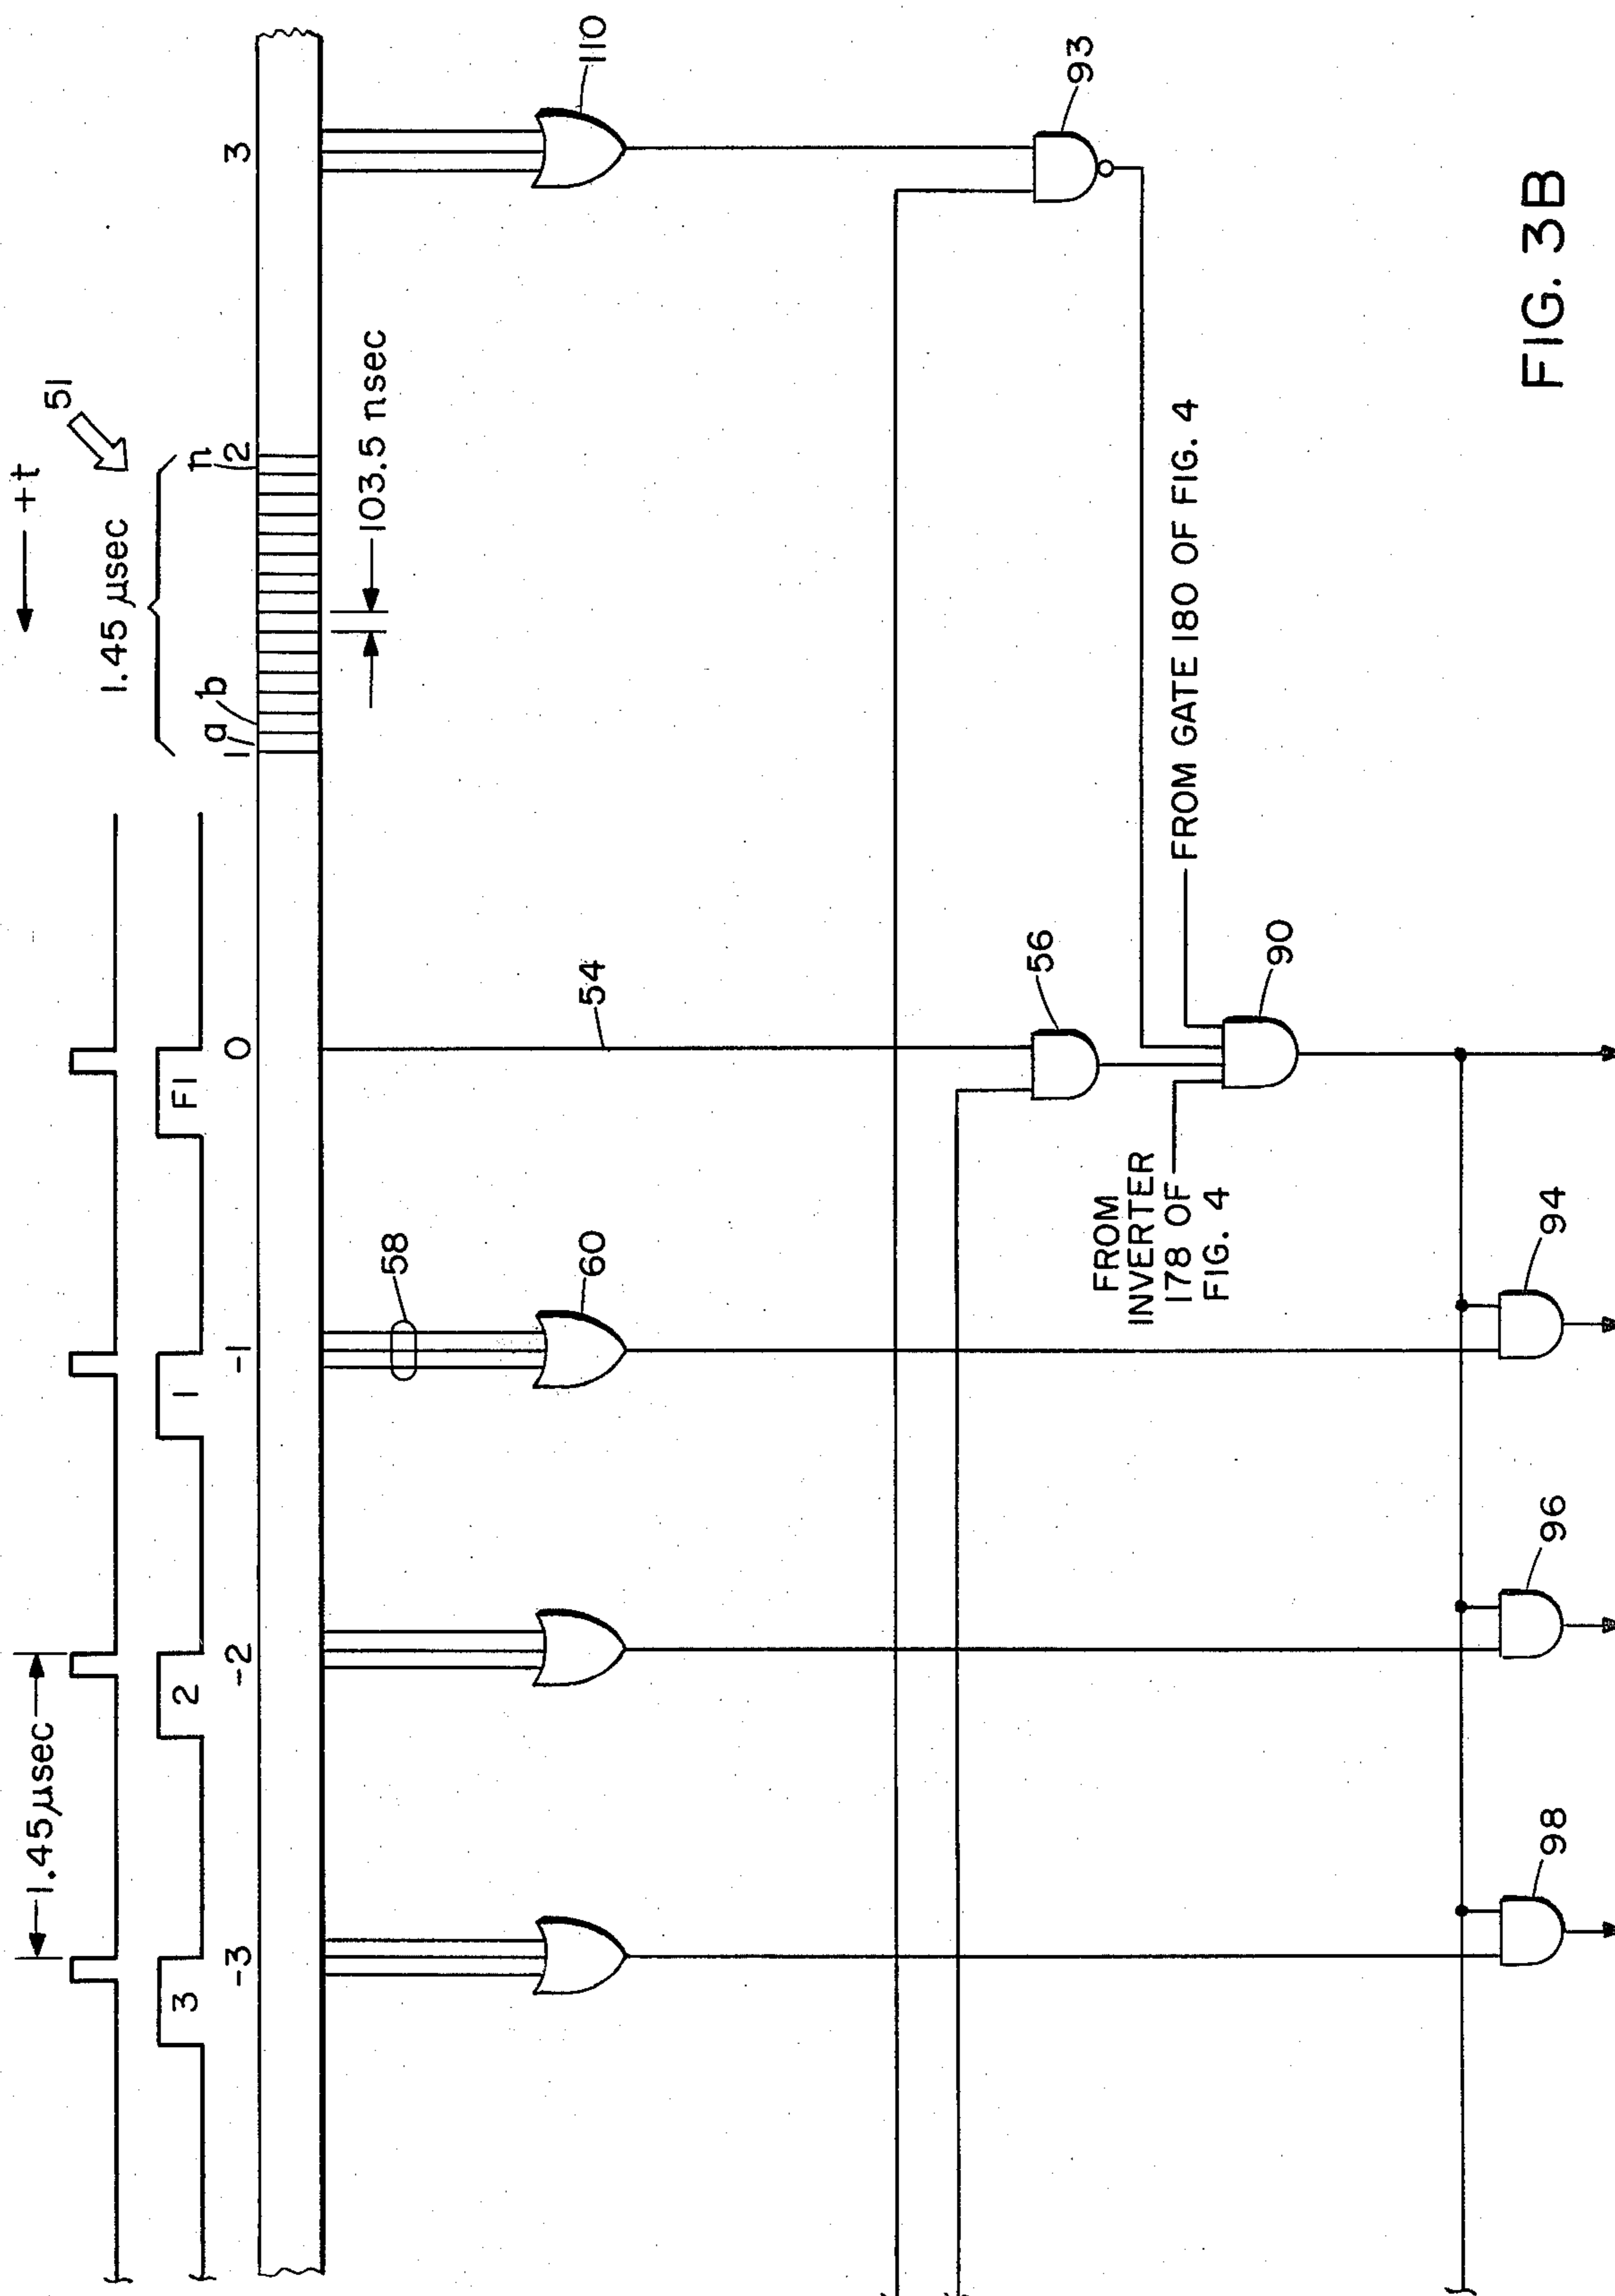 +t
51
1.45 µsec
1.45 µsec
F1
1
2
3
-3
-2
-1
0
1
a
b
n
2
3
103.5 nsec
58
60
54
110
56
93
FROM
INVERTER
178 OF
FIG. 4
FROM GATE 180 OF FIG. 4
90
98
96
94
FIG. 3B